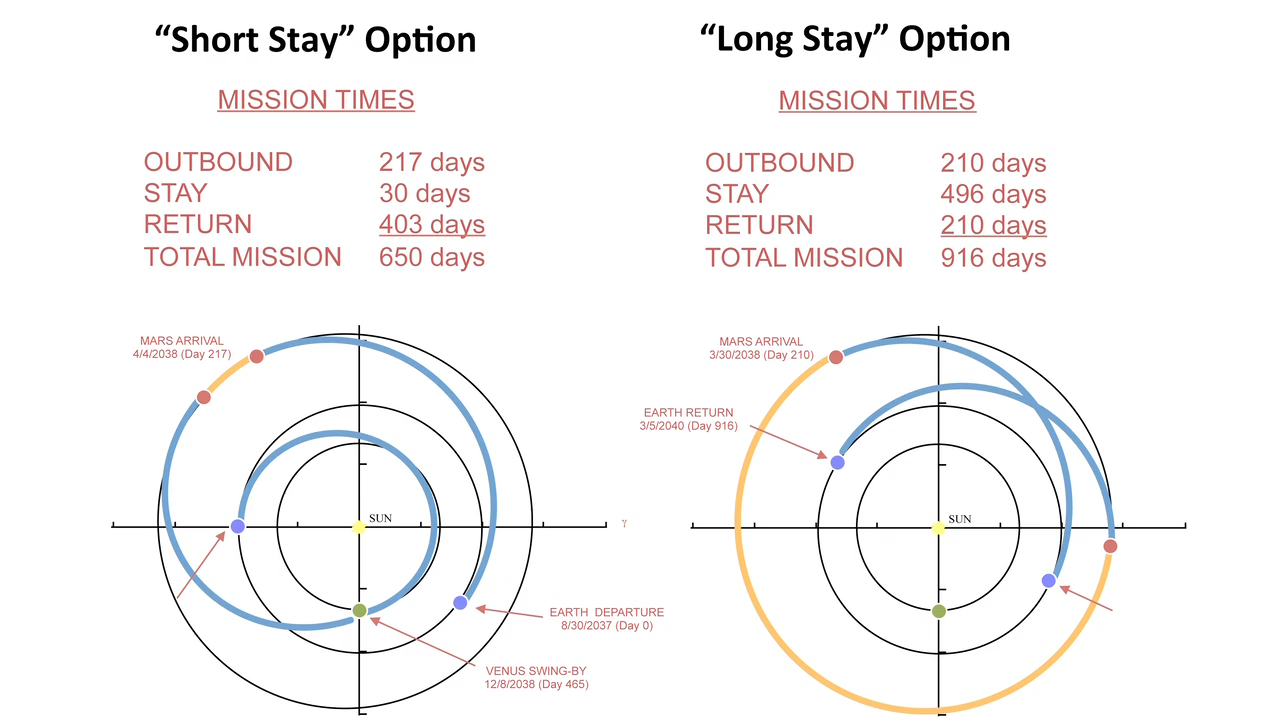 “Short Stay” Option
MISSION TIMES
OUTBOUND 217 days
STAY 30 days
RETURN 403 days
TOTAL MISSION 650 days
MARS ARRIVAL
4/4/2038 (Day 217)
SUN
EARTH DEPARTURE
8/30/2037 (Day 0)
VENUS SWING-BY
12/8/2038 (Day 465)
“Long Stay” Option
MISSION TIMES
OUTBOUND 210 days
STAY 496 days
RETURN 210 days
TOTAL MISSION 916 days
MARS ARRIVAL
3/30/2038 (Day 210)
EARTH RETURN
3/5/2040 (Day 916)
SUN